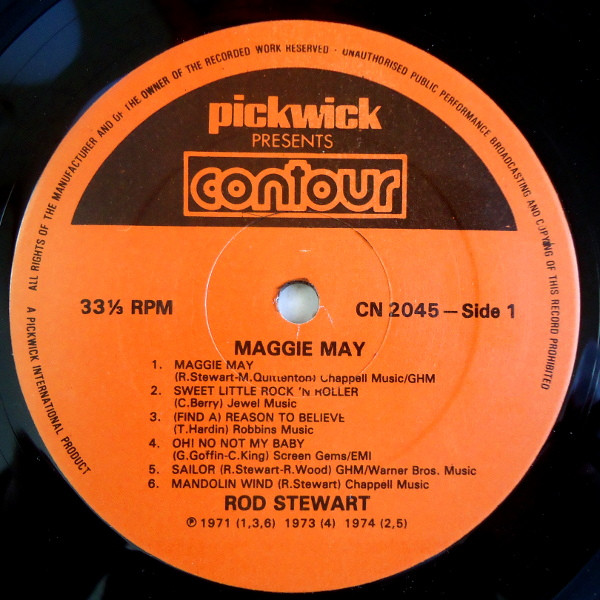 ALL RIGHTS OF THE MANUFACTURER AND OF THE OWNER OF THE RECORDED WORK RESERVED · UNAUTHORISED PUBLIC PERFORMANCE BROADCASTING AND COPYING OF THIS RECORD PROHIBITED
pickwick
PRESENTS
contour
33⅓ RPM
CN 2045 – Side 1
MAGGIE MAY
1. MAGGIE MAY
(R.Stewart-M.Quittenton) Chappell Music/GHM
2. SWEET LITTLE ROCK 'N ROLLER
(C.Berry) Jewel Music
3. (FIND A) REASON TO BELIEVE
(T.Hardin) Robbins Music
4. OH! NO NOT MY BABY
(G.Goffin-C.King) Screen Gems/EMI
5. SAILOR (R.Stewart-R.Wood) GHM/Warner Bros. Music
6. MANDOLIN WIND (R.Stewart) Chappell Music
ROD STEWART
℗ 1971 (1,3,6) 1973 (4) 1974 (2,5)
A PICKWICK INTERNATIONAL PRODUCT